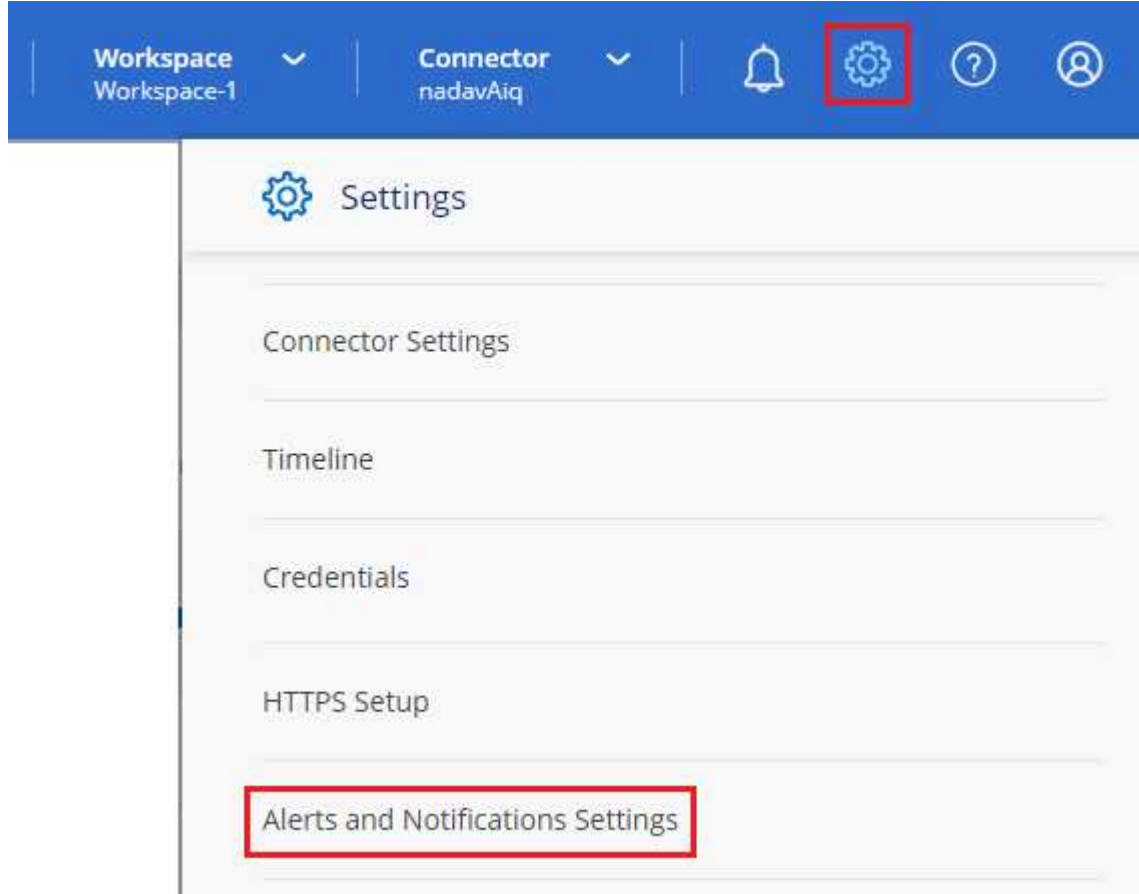 Workspace
Workspace-1
Connector
nadavAiq
Settings
Connector Settings
Timeline
Credentials
HTTPS Setup
Alerts and Notifications Settings